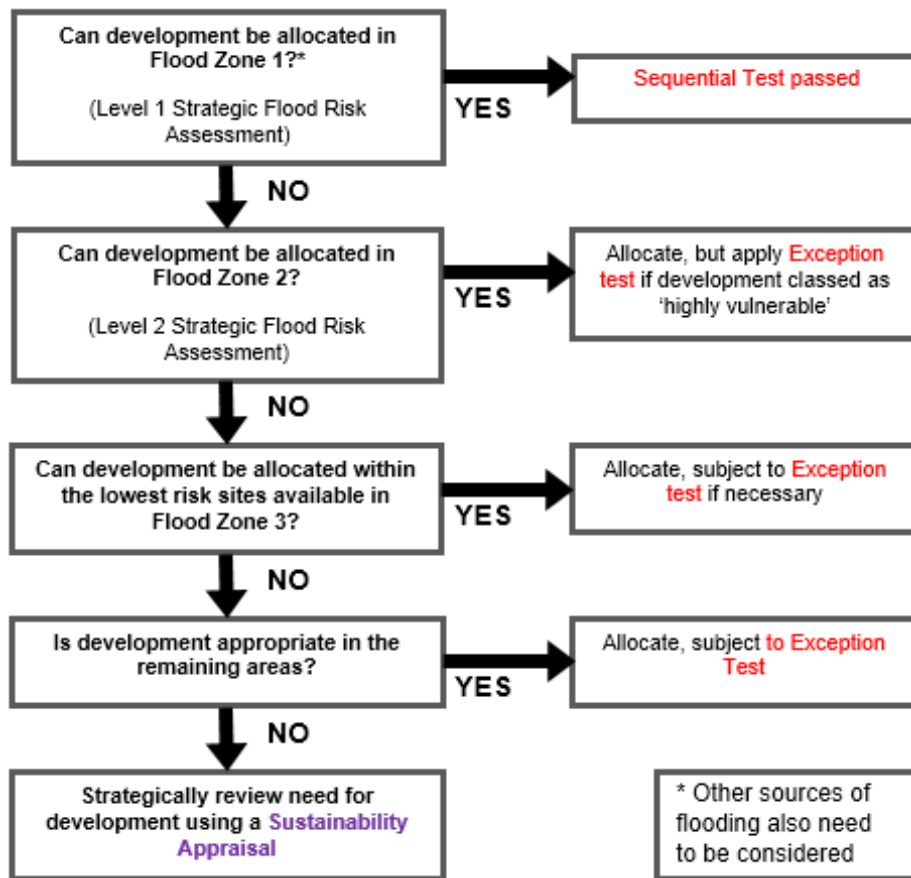 Can development be allocated in
Flood Zone 1?*
(Level 1 Strategic Flood Risk
Assessment)
YES
Sequential Test passed
NO
Can development be allocated in
Flood Zone 2?
(Level 2 Strategic Flood Risk
Assessment)
YES
Allocate, but apply Exception
test if development classed as
‘highly vulnerable’
NO
Can development be allocated within
the lowest risk sites available in
Flood Zone 3?
YES
Allocate, subject to Exception
test if necessary
NO
Is development appropriate in the
remaining areas?
YES
Allocate, subject to Exception
Test
NO
Strategically review need for
development using a Sustainability
Appraisal
* Other sources of
flooding also need
to be considered